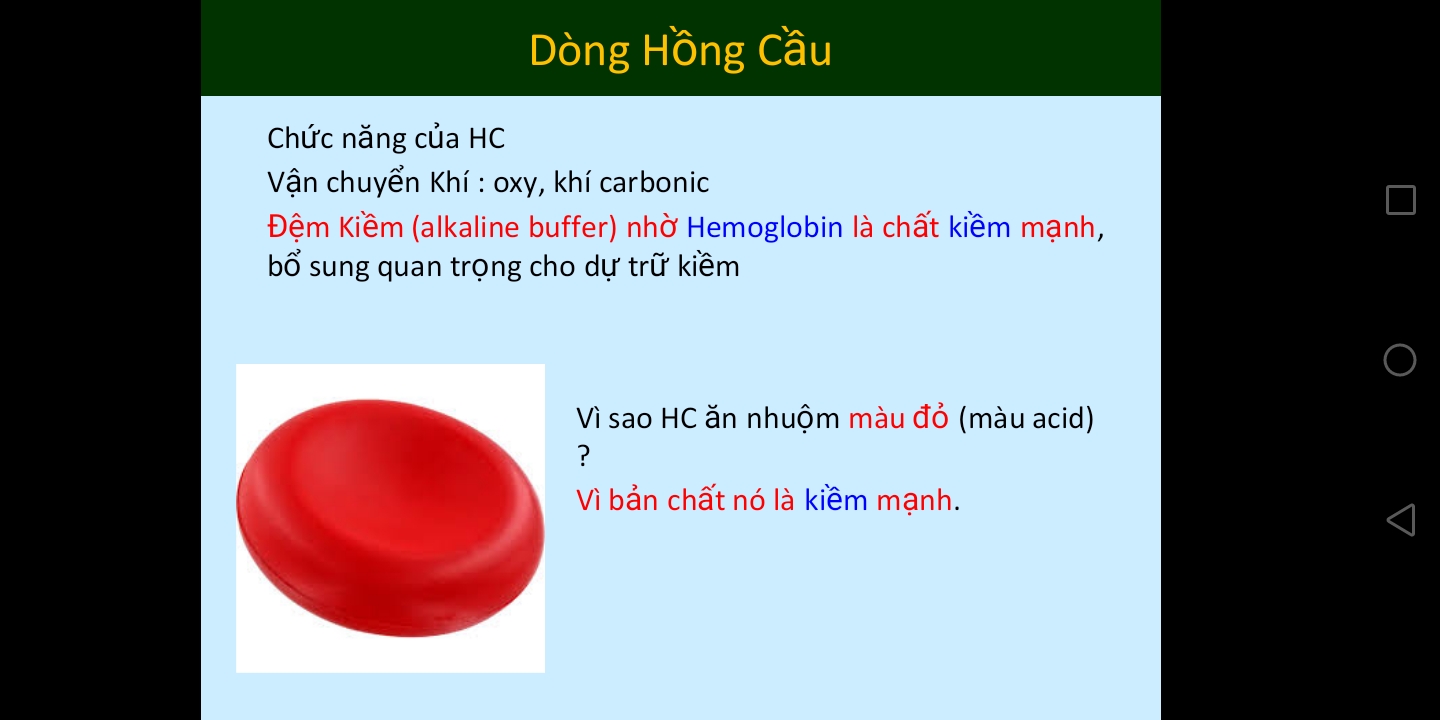 Dòng Hồng Cầu
Chức năng của HC
Vận chuyển Khí : oxy, khí carbonic
Đệm Kiềm (alkaline buffer) nhờ Hemoglobin là chất kiềm mạnh,
bổ sung quan trọng cho dự trữ kiềm
Vì sao HC ăn nhuộm màu đỏ (màu acid)
?
Vì bản chất nó là kiềm mạnh.